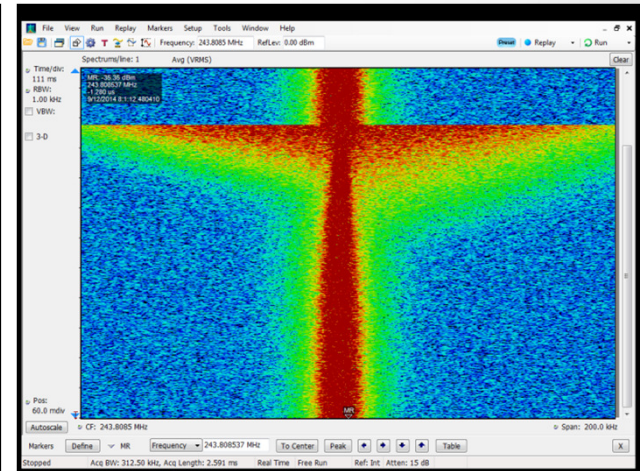 File View Run Replay Markers Setup Tools Window Help
T Frequency: 243.8085 MHz RefLev: 0.00 dBm Preset Replay Run
Spectrums/line: 1 Avg (VRMS) Clear
Time/div:
111 ms
RBW:
1.00 kHz
VBW:
3-D
MR: -36.36 dBm
243.808537 MHz
-1.290 us
9/12/2014 8:1:12.480410
MR
Pos:
60.0 mdiv
Autoscale CF: 243.8085 MHz Span: 200.0 kHz
Markers Define MR Frequency 243.808537 MHz To Center Peak Table X
Stopped Acq BW: 312.50 kHz, Acq Length: 2.591 ms Real Time Free Run Ref: Int Atten: 15 dB